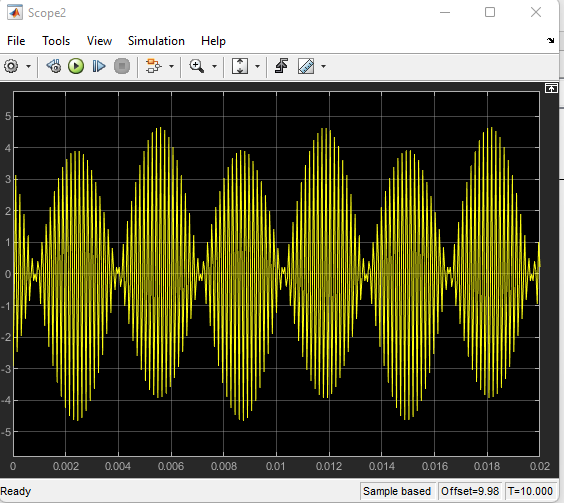 Scope2
File Tools View Simulation Help
5
4
3
2
1
0
-1
-2
-3
-4
-5
0 0.002 0.004 0.006 0.008 0.01 0.012 0.014 0.016 0.018 0.02
Ready Sample based Offset=9.98 T=10.000